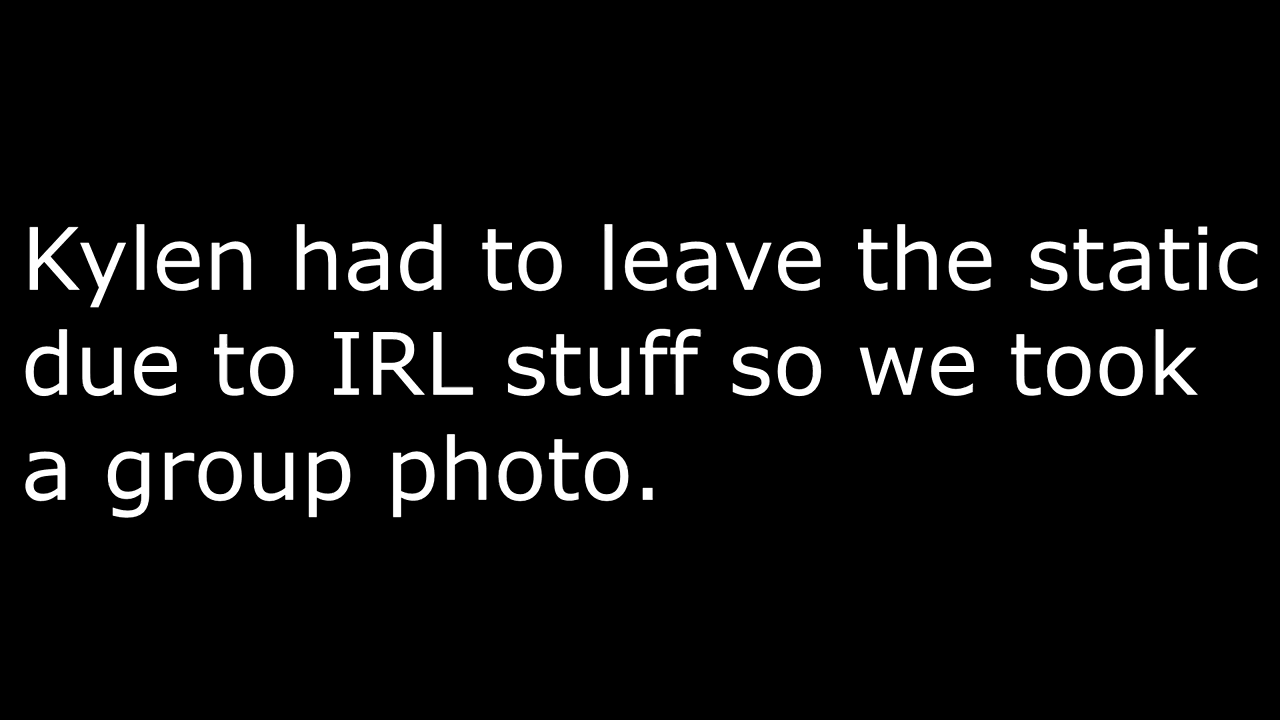 Kylen had to leave the static
due to IRL stuff so we took
a group photo.